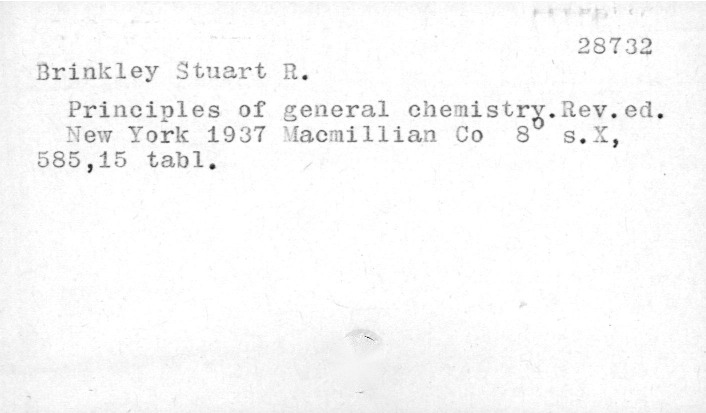 28732
Brinkley Stuart R.
Principles of general chemistry.Rev.ed.
New York 1937 Macmillian Co 8° s.X,
585,15 tabl.